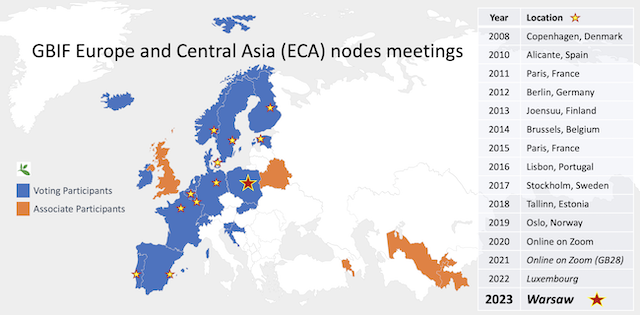 GBIF Europe and Central Asia (ECA) nodes meetings
Voting Participants
Associate Participants
Year Location
2008 Copenhagen, Denmark
2010 Alicante, Spain
2011 Paris, France
2012 Berlin, Germany
2013 Joensuu, Finland
2014 Brussels, Belgium
2015 Paris, France
2016 Lisbon, Portugal
2017 Stockholm, Sweden
2018 Tallinn, Estonia
2019 Oslo, Norway
2020 Online on Zoom
2021 Online on Zoom (GB28)
2022 Luxembourg
2023 Warsaw